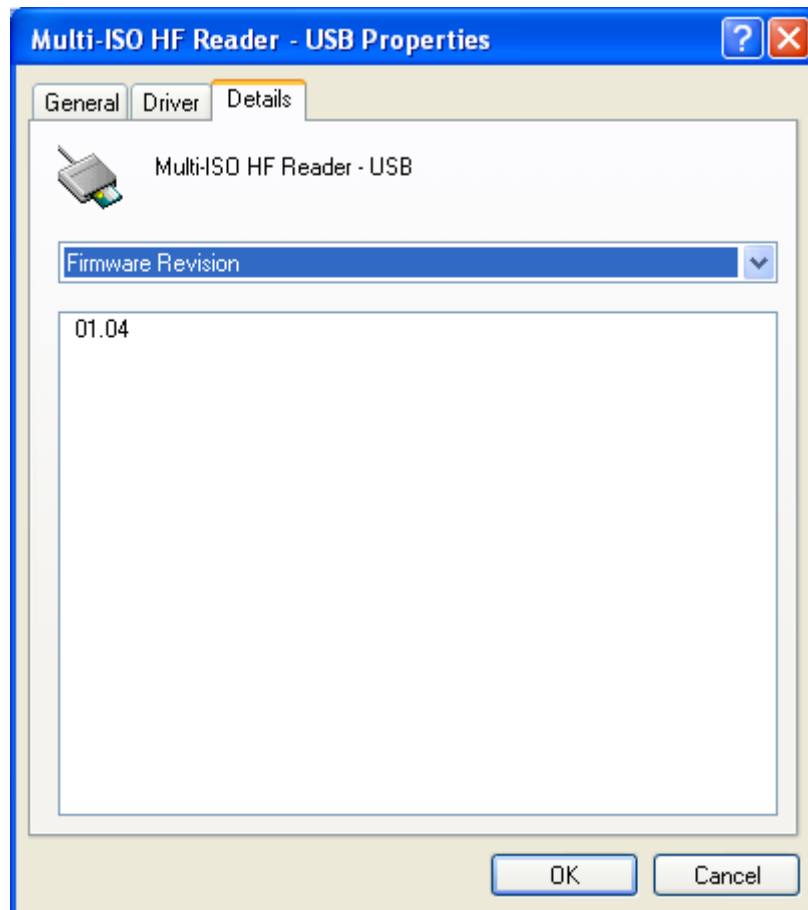 Multi-ISO HF Reader - USB Properties
General Driver Details
Multi-ISO HF Reader - USB
Firmware Revision
01.04
OK Cancel